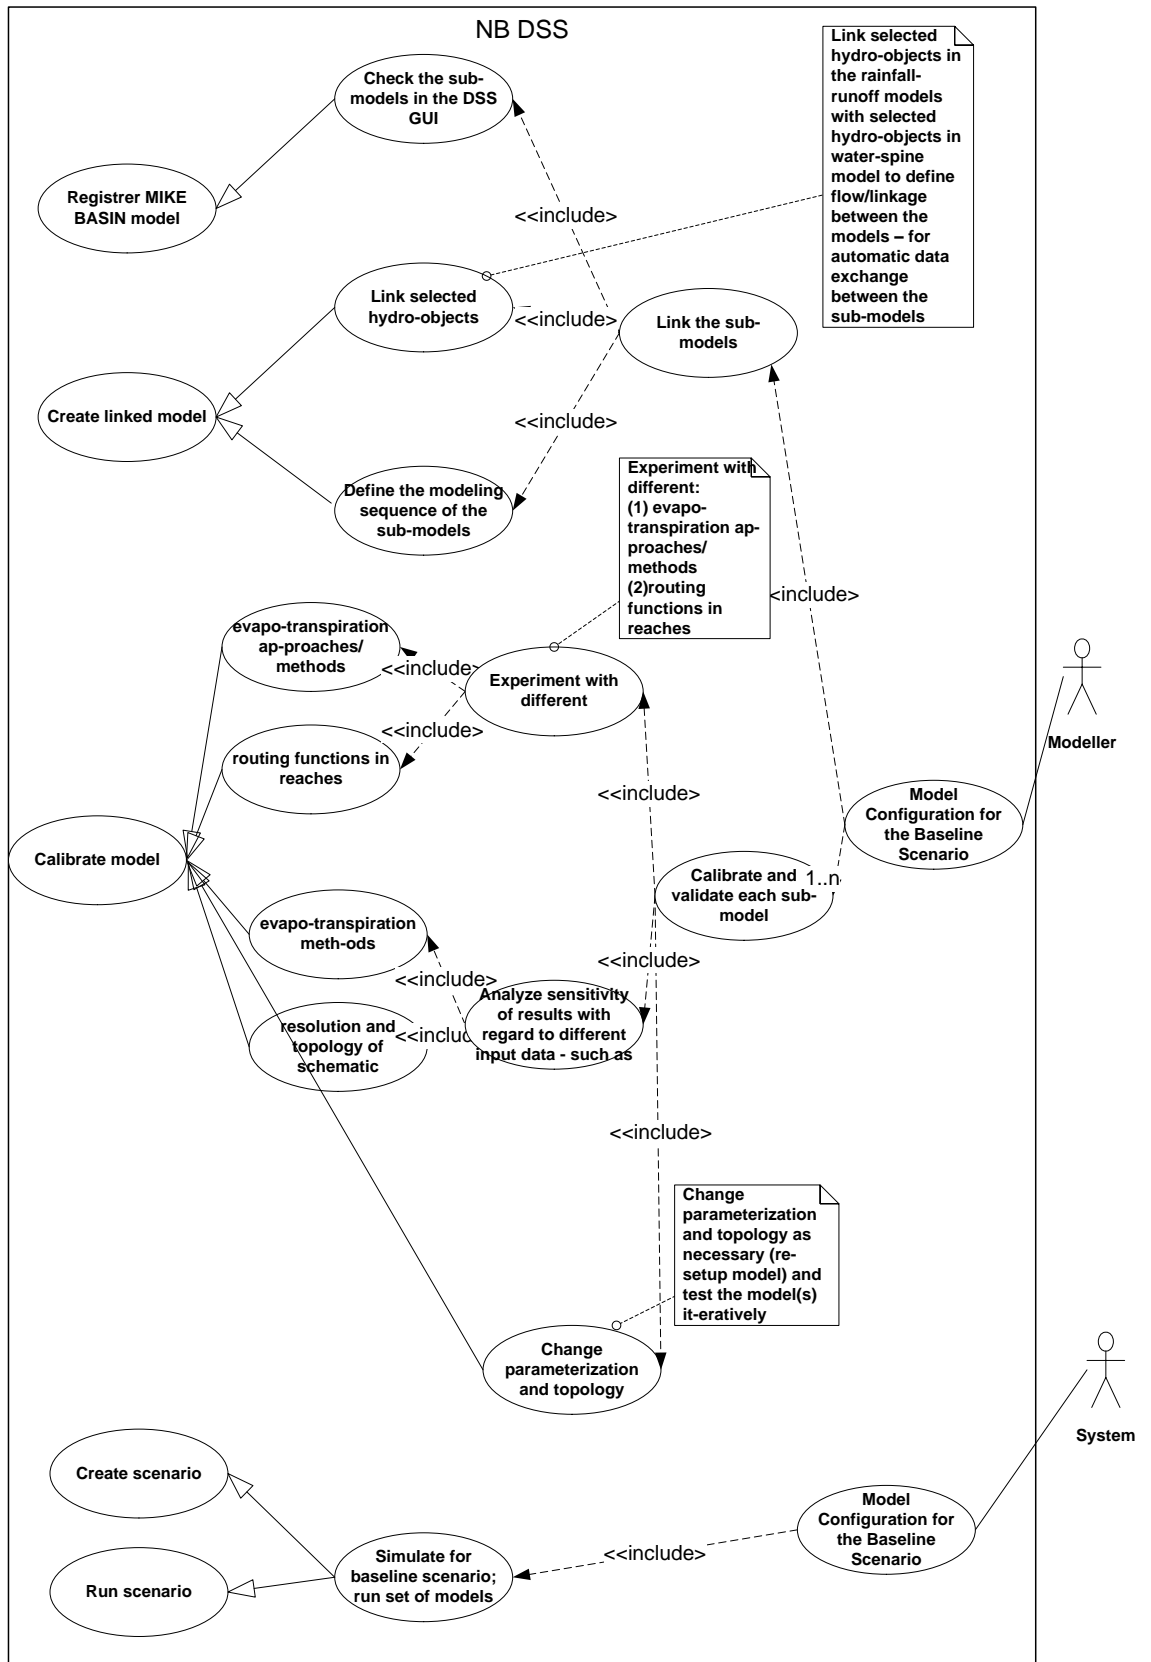 NB DSS
Link selected
hydro-objects in
the rainfall-
runoff models
with selected
hydro-objects in
water-spine
model to define
flow/linkage
between the
models – for
automatic data
exchange
between the
sub-models
Check the sub-
models in the DSS
GUI
Registrer MIKE
BASIN model
<<include>
Link selected
hydro-objects
<<include>
Link the sub-
models
Create linked model
<<include>
Define the modeling
sequence of the
sub-models
Experiment with
different:
(1) evapo-
transpiration ap-
proaches/
methods
(2)routing
functions in
reaches
<include>
evapo-transpiration
ap-proaches/
methods
<<include>
Experiment with
different
<<include>
routing functions in
reaches
Modeller
<<include>
Model
Configuration for
the Baseline
Scenario
Calibrate model
Calibrate and
validate each sub-
model
1..n
evapo-transpiration
meth-ods
<<include>
<<include>
Analyze sensitivity
of results with
regard to different
input data - such as
resolution and
topology of
schematic
<<includ
<<include>
Change
parameterization
and topology as
necessary (re-
setup model) and
test the model(s)
it-eratively
Change
parameterization
and topology
System
Create scenario
Model
Configuration for
the Baseline
Scenario
<<include>
Simulate for
baseline scenario;
run set of models
Run scenario